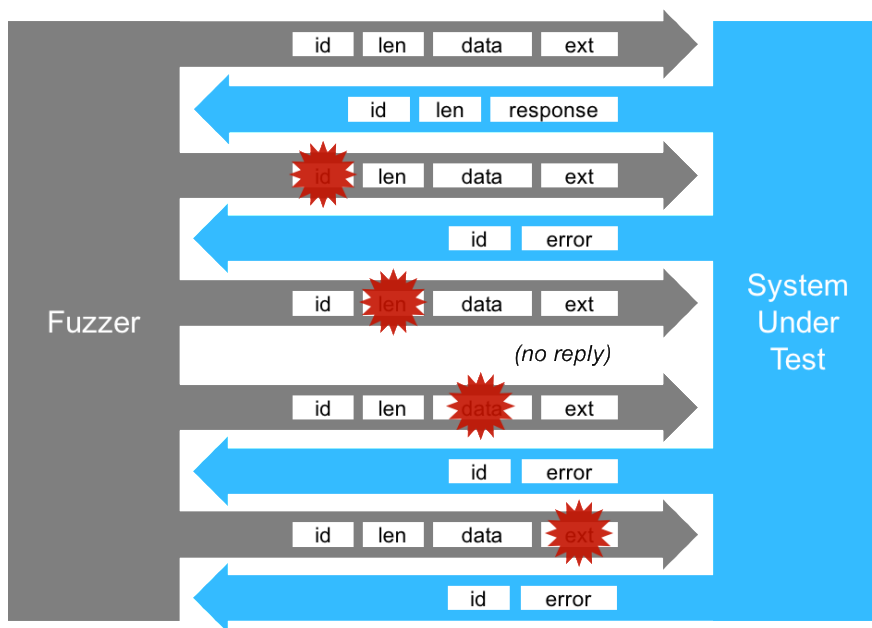 id len data ext
id len response
id len data ext
id error
id len data ext
(no reply)
id len data ext
id error
id len data ext
id error
Fuzzer
System
Under
Test